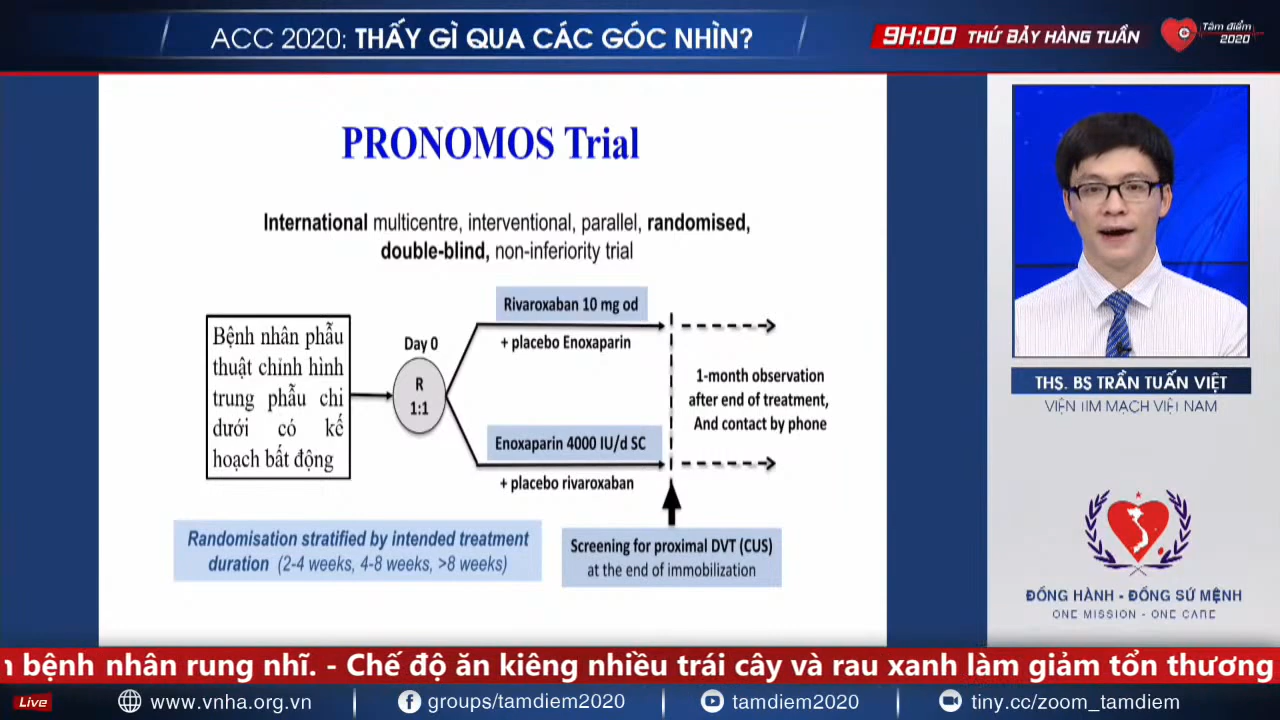 ACC 2020: THẤY GÌ QUA CÁC GÓC NHÌN?
9H:00 THỨ BẢY HÀNG TUẦN
Tâm điểm
2020
PRONOMOS Trial
International multicentre, interventional, parallel, randomised,
double-blind, non-inferiority trial
Bệnh nhân phẫu
thuật chỉnh hình
trung phẫu chi
dưới có kế
hoạch bất động
Day 0
R
1:1
Rivaroxaban 10 mg od
+ placebo Enoxaparin
Enoxaparin 4000 IU/d SC
+ placebo rivaroxaban
1-month observation
after end of treatment,
And contact by phone
Randomisation stratified by intended treatment
duration (2-4 weeks, 4-8 weeks, >8 weeks)
Screening for proximal DVT (CUS)
at the end of immobilization
THS. BS TRẦN TUẤN VIỆT
VIỆN TIM MẠCH VIỆT NAM
ĐỒNG HÀNH - ĐỒNG SỨ MỆNH
ONE MISSION - ONE CARE
n bệnh nhân rung nhĩ. - Chế độ ăn kiêng nhiều trái cây và rau xanh làm giảm tổn thương
Live
www.vnha.org.vn
groups/tamdiem2020
tamdiem2020
tiny.cc/zoom_tamdiem